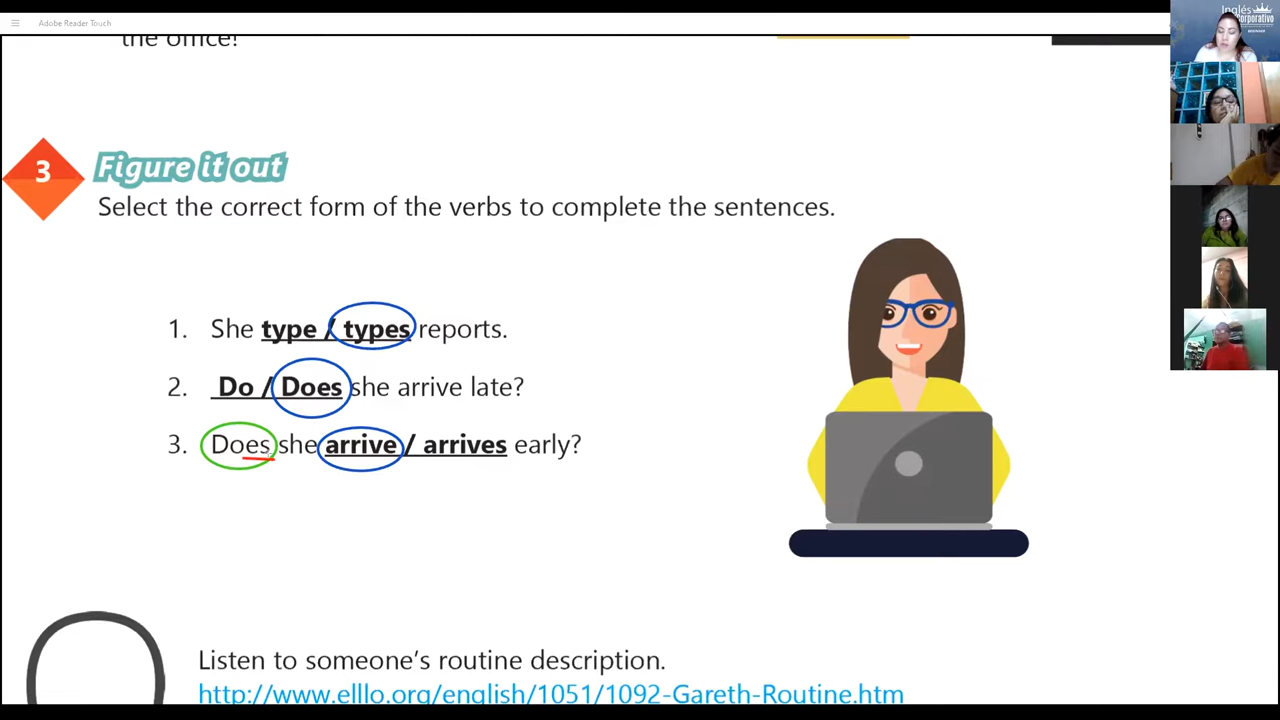 Adobe Reader Touch
the office!
Inglés
Corporativo
BEGINNER
3
Figure it out
Select the correct form of the verbs to complete the sentences.
1. She type / types reports.
2. Do / Does she arrive late?
3. Does she arrive / arrives early?
Listen to someone's routine description.
http://www.elllo.org/english/1051/1092-Gareth-Routine.htm